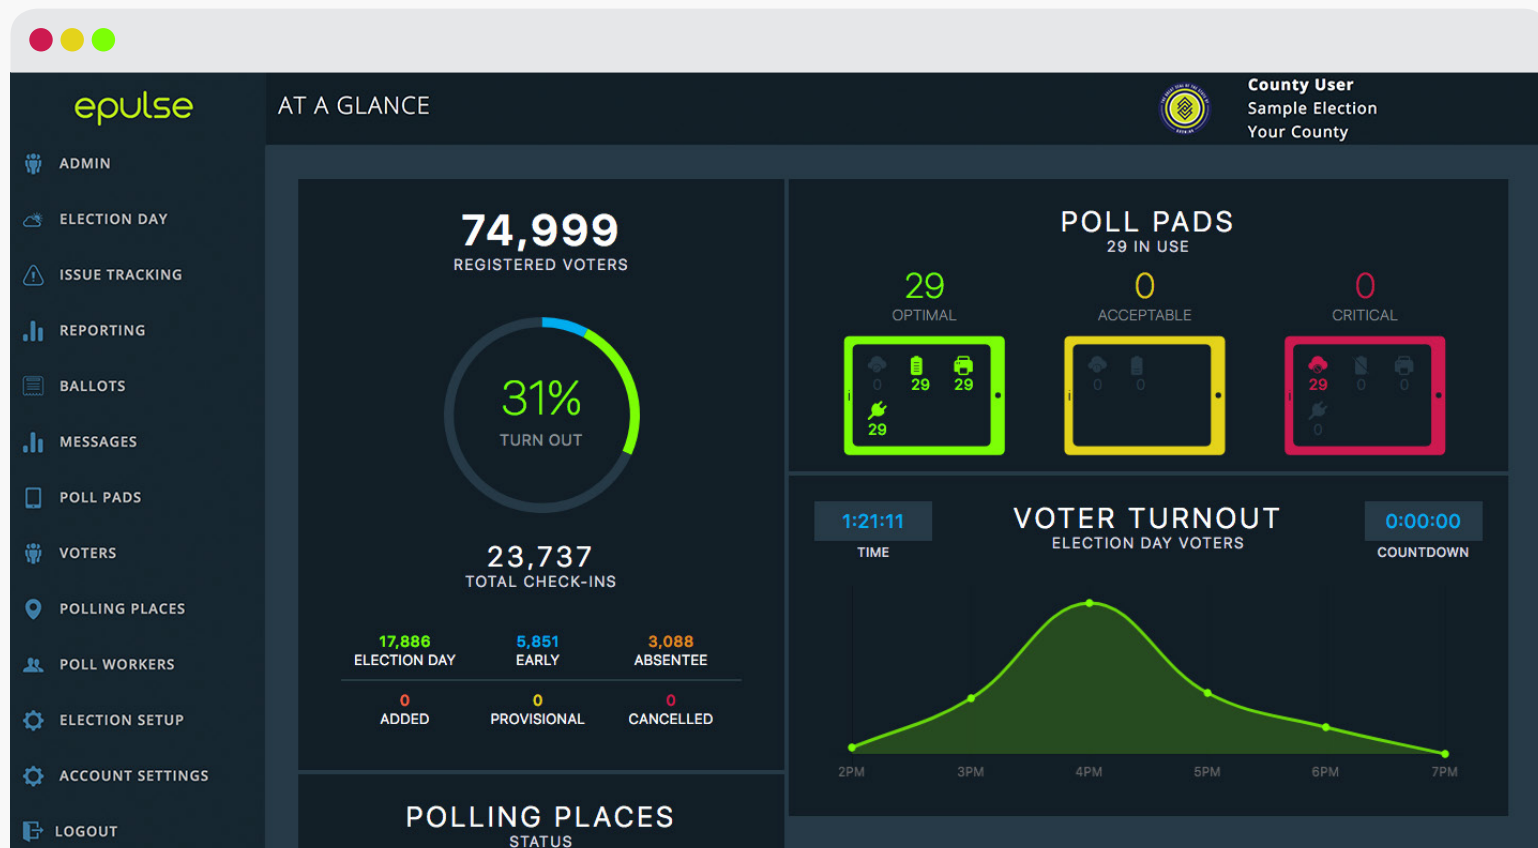 epulse
AT A GLANCE
County User
Sample Election
Your County
ADMIN
ELECTION DAY
ISSUE TRACKING
REPORTING
BALLOTS
MESSAGES
POLL PADS
VOTERS
POLLING PLACES
POLL WORKERS
ELECTION SETUP
ACCOUNT SETTINGS
LOGOUT
74,999
REGISTERED VOTERS
31%
TURN OUT
23,737
TOTAL CHECK-INS
17,886 5,851 3,088
ELECTION DAY EARLY ABSENTEE
0 0 0
ADDED PROVISIONAL CANCELLED
POLLING PLACES
STATUS
POLL PADS
29 IN USE
29 0 0
OPTIMAL ACCEPTABLE CRITICAL
0 29 29
29
0 0
29 0 0
0
1:21:11
TIME
VOTER TURNOUT
ELECTION DAY VOTERS
0:00:00
COUNTDOWN
2PM 3PM 4PM 5PM 6PM 7PM